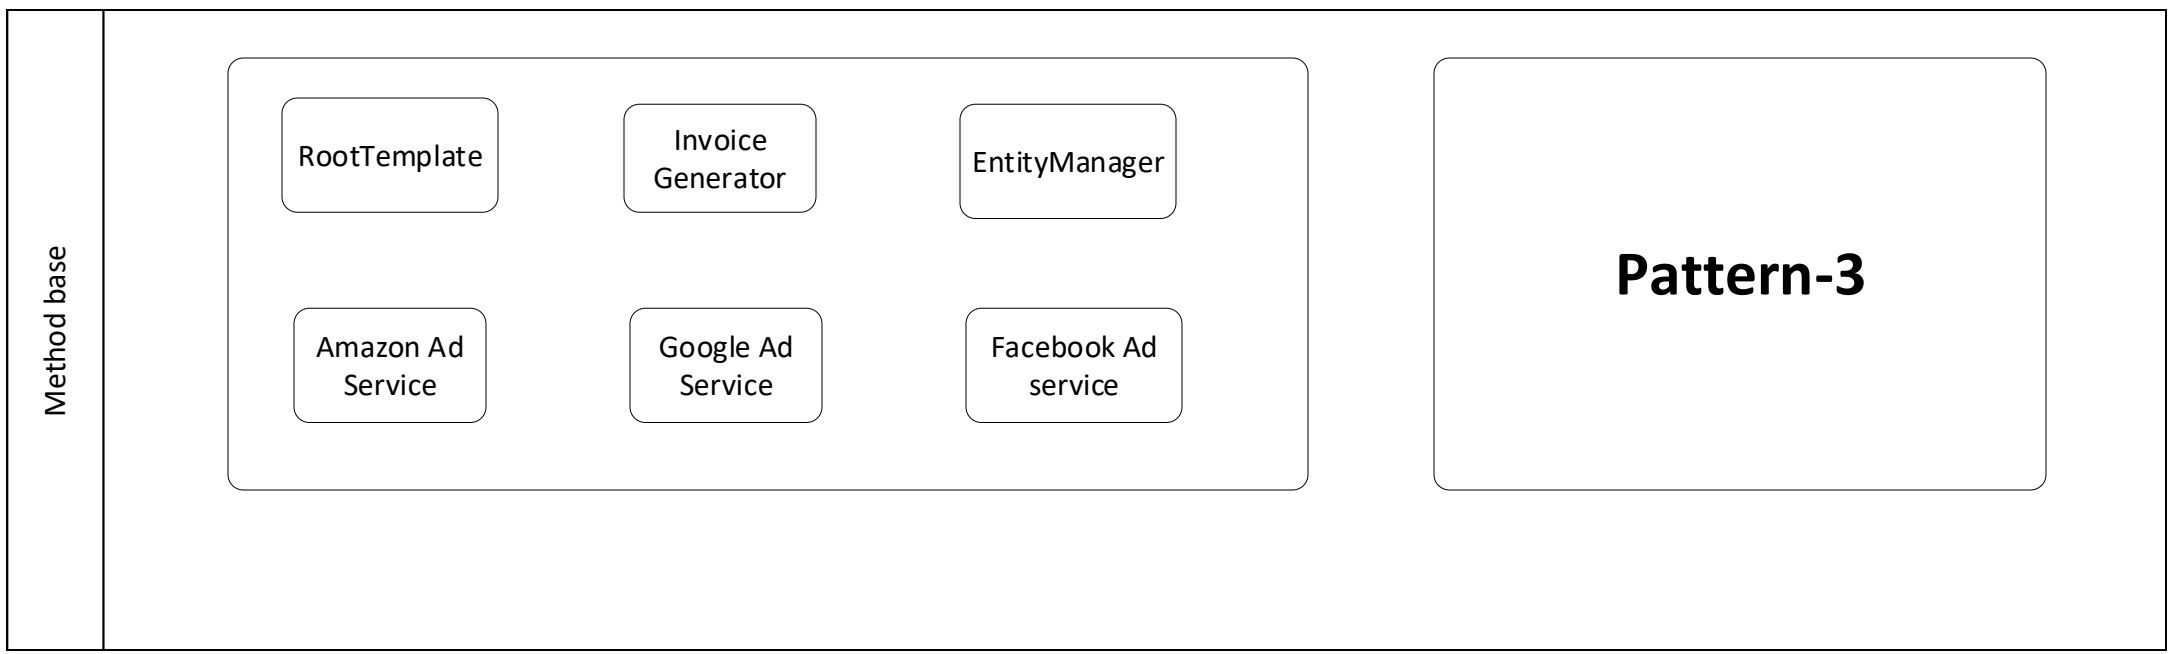 Method base
RootTemplate
Invoice
Generator
EntityManager
Amazon Ad
Service
Google Ad
Service
Facebook Ad
service
Pattern-3